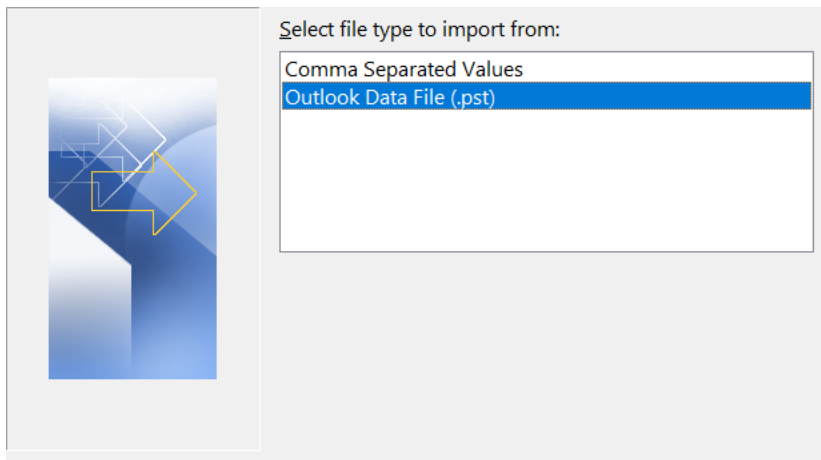 Select file type to import from:
Comma Separated Values
Outlook Data File (.pst)